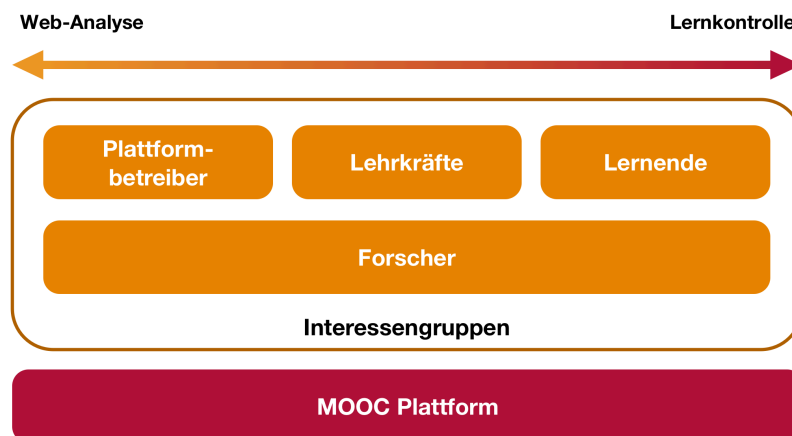 Web-Analyse
Lernkontrolle
Plattform-
betreiber
Lehrkräfte
Lernende
Forscher
Interessengruppen
MOOC Plattform